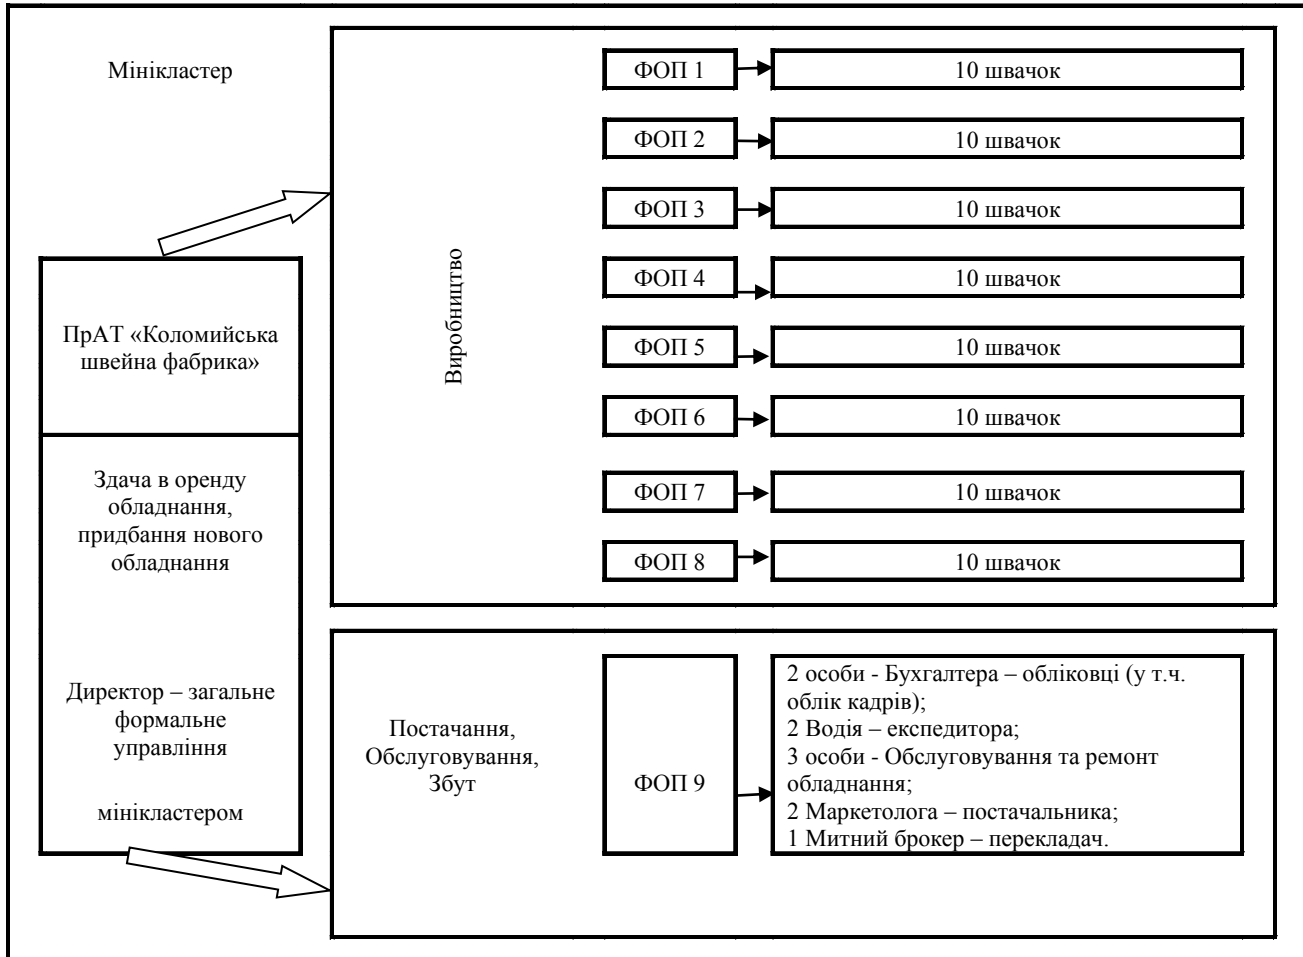 Мінікластер
ПрАТ «Коломийська
швейна фабрика»
Здача в оренду
обладнання,
придбання нового
обладнання
Директор – загальне
формальне
управління
мінікластером
Виробництво
ФОП 1
10 швачок
ФОП 2
10 швачок
ФОП 3
10 швачок
ФОП 4
10 швачок
ФОП 5
10 швачок
ФОП 6
10 швачок
ФОП 7
10 швачок
ФОП 8
10 швачок
Постачання,
Обслуговування,
Збут
ФОП 9
2 особи - Бухгалтера – обліковці (у т.ч.
облік кадрів);
2 Водія – експедитора;
3 особи - Обслуговування та ремонт
обладнання;
2 Маркетолога – постачальника;
1 Митний брокер – перекладач.